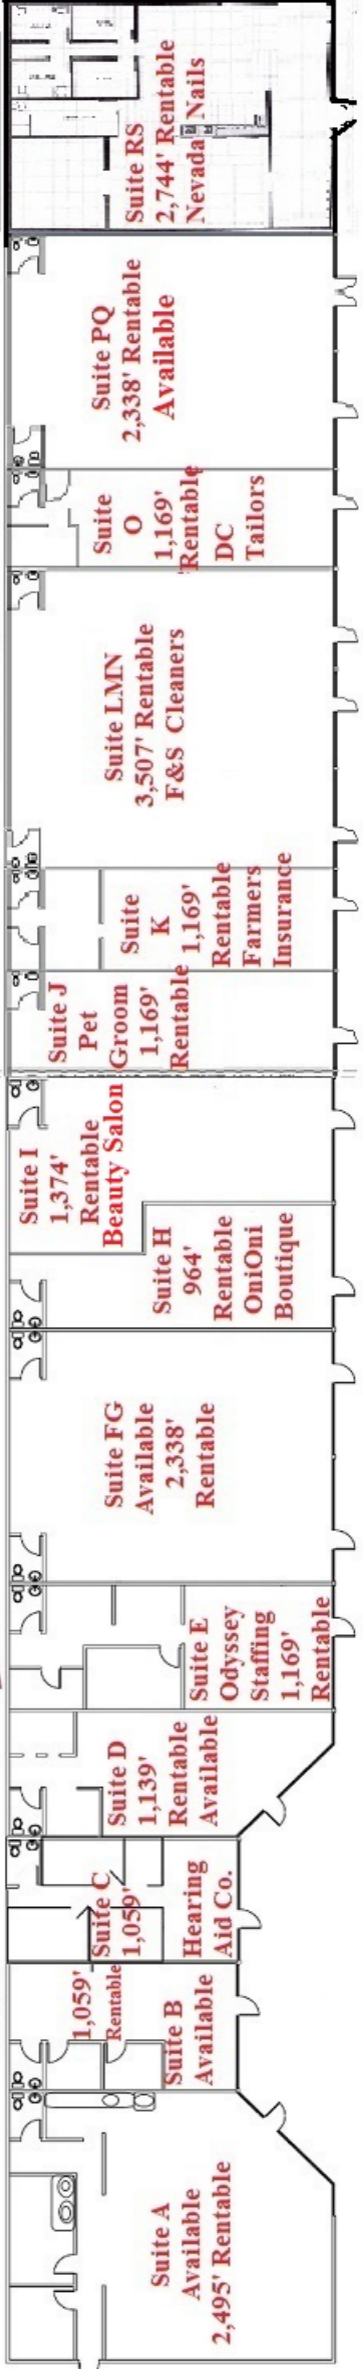 Suite A
Available
2,495' Rentable
1,059'
Rentable
Suite B
Available
Suite C
1,059'
Hearing
Aid Co.
Suite D
1,139'
Rentable
Available
Suite E
Odyssey
Staffing
1,169'
Rentable
Suite FG
Available
2,338'
Rentable
Suite H
964'
Rentable
OniOni
Boutique
Suite I
1,374'
Rentable
Beauty Salon
Suite J
Pet
Groom
1,169'
Rentable
Suite
K
1,169'
Rentable
Farmers
Insurance
Suite LMN
3,507' Rentable
F&S Cleaners
Suite
O
1,169'
'Rentable
DC
Tailors
Suite PQ
2,338' Rentable
Available
Suite RS
2,744' Rentable
Nevada Nails